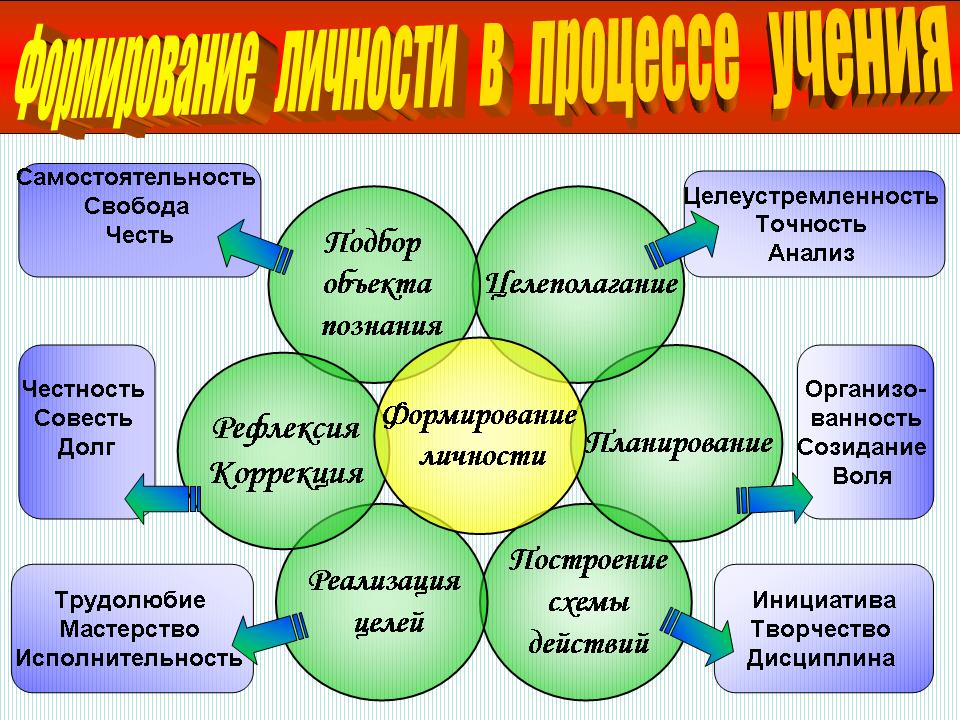 Формирование личности в процессе учения
Самостоятельность
Свобода
Честь
Подбор
объекта
познания
Целеполагание
Целеустремленность
Точность
Анализ
Честность
Совесть
Долг
Рефлексия
Коррекция
Формирование
личности
Планирование
Организо-
ванность
Созидание
Воля
Трудолюбие
Мастерство
Исполнительность
Реализация
целей
Построение
схемы
действий
Инициатива
Творчество
Дисциплина